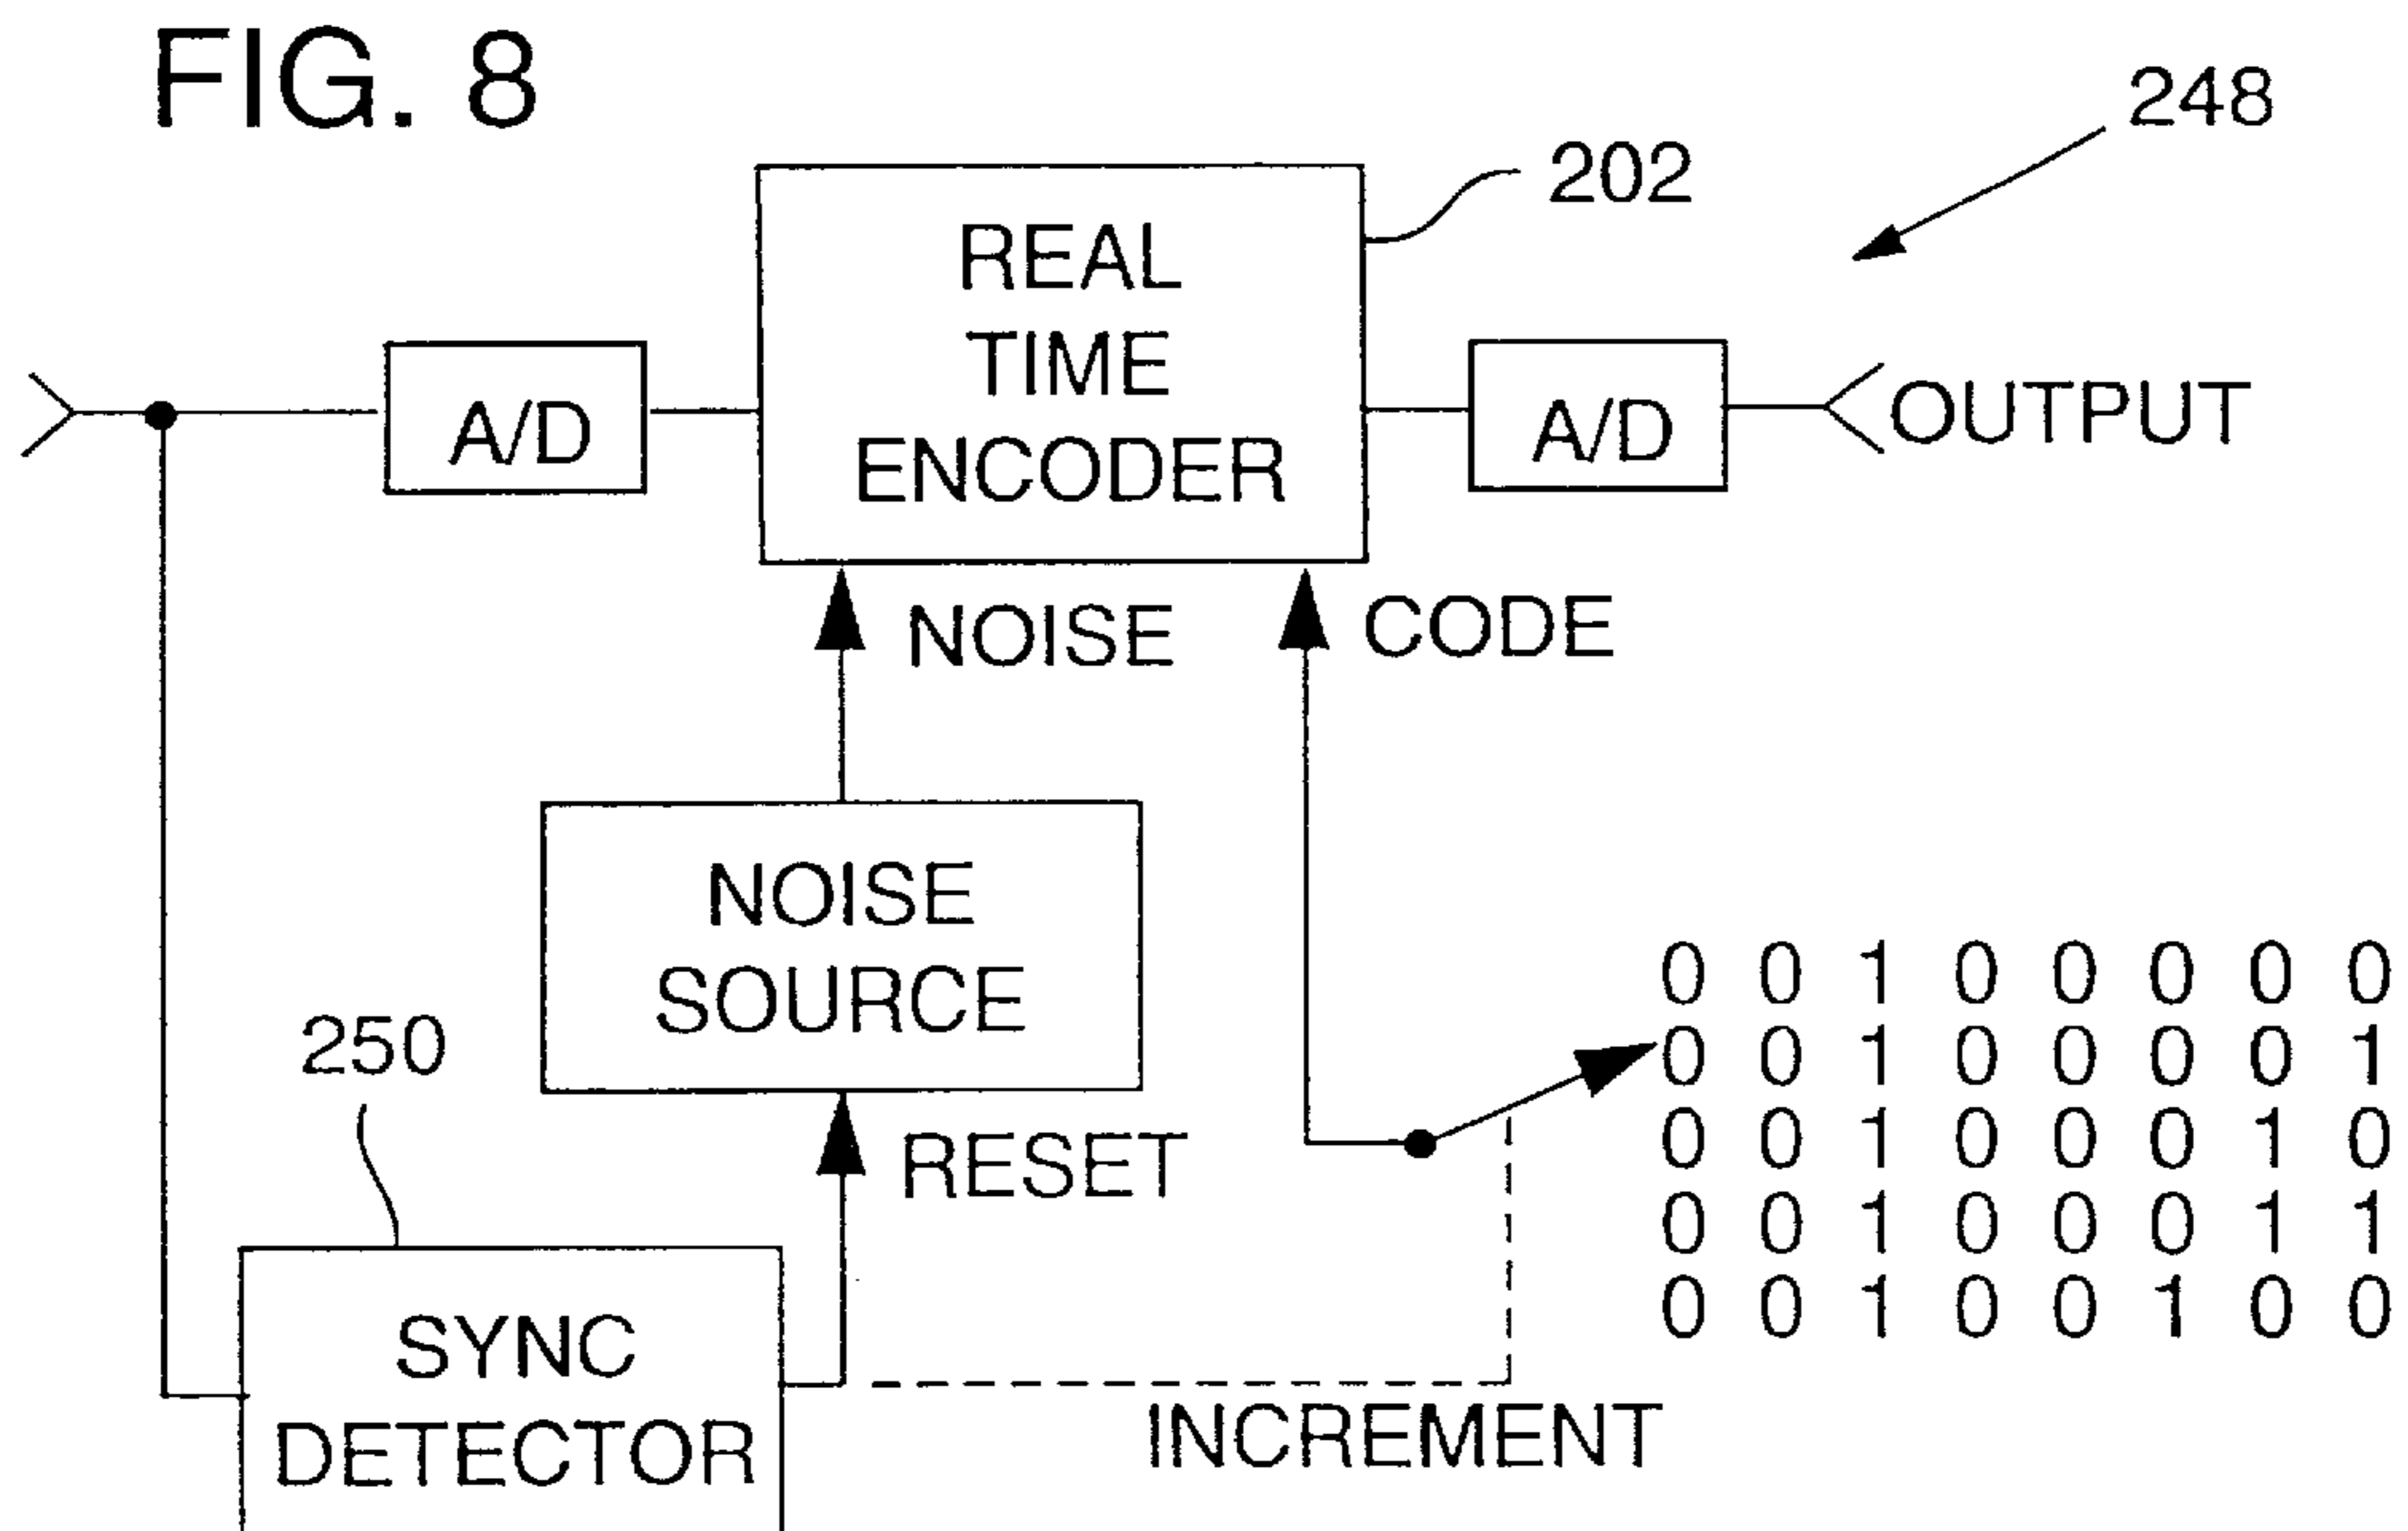 FIG. 8
248
202
REAL
TIME
ENCODER
A/D
A/D
OUTPUT
NOISE
CODE
NOISE
SOURCE
250
RESET
0 0 1 0 0 0 0 0
0 0 1 0 0 0 0 1
0 0 1 0 0 0 1 0
0 0 1 0 0 0 1 1
0 0 1 0 0 1 0 0
SYNC
DETECTOR
INCREMENT